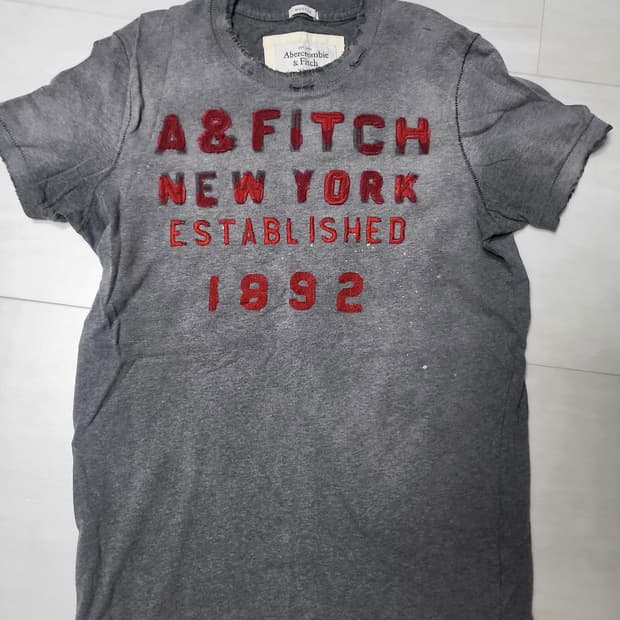 Abercrombie
& Fitch
A & FITCH
NEW YORK
ESTABLISHED
1892